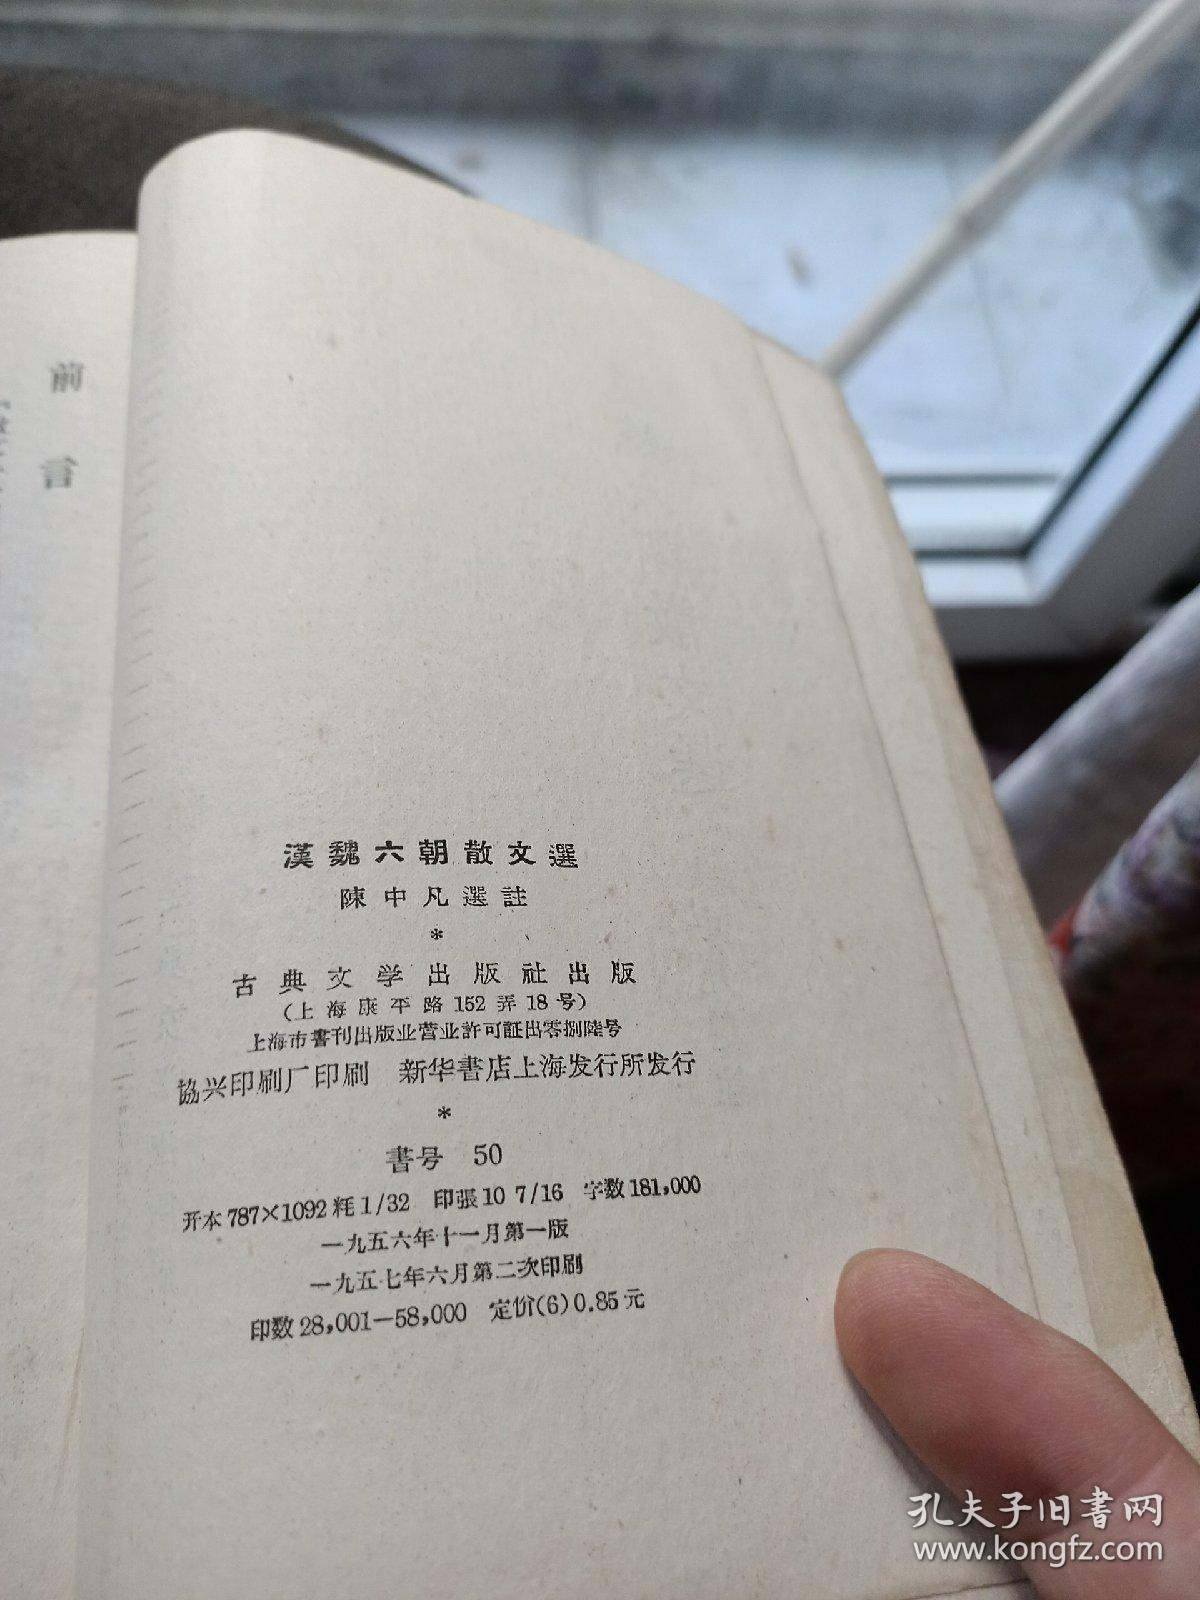 前言
漢魏六朝散文選
陳中凡選註
*
古典文学出版社出版
(上海康平路152弄18号)
上海市書刊出版业营业許可証出零捌陸号
協兴印刷厂印刷 新华書店上海发行所发行
*
書号 50
开本787×1092耗1/32 印張10 7/16 字数181,000
一九五六年十一月第一版
一九五七年六月第二次印刷
印数28,001—58,000 定价(6)0.85元
孔夫子旧書网
www.kongfz.com